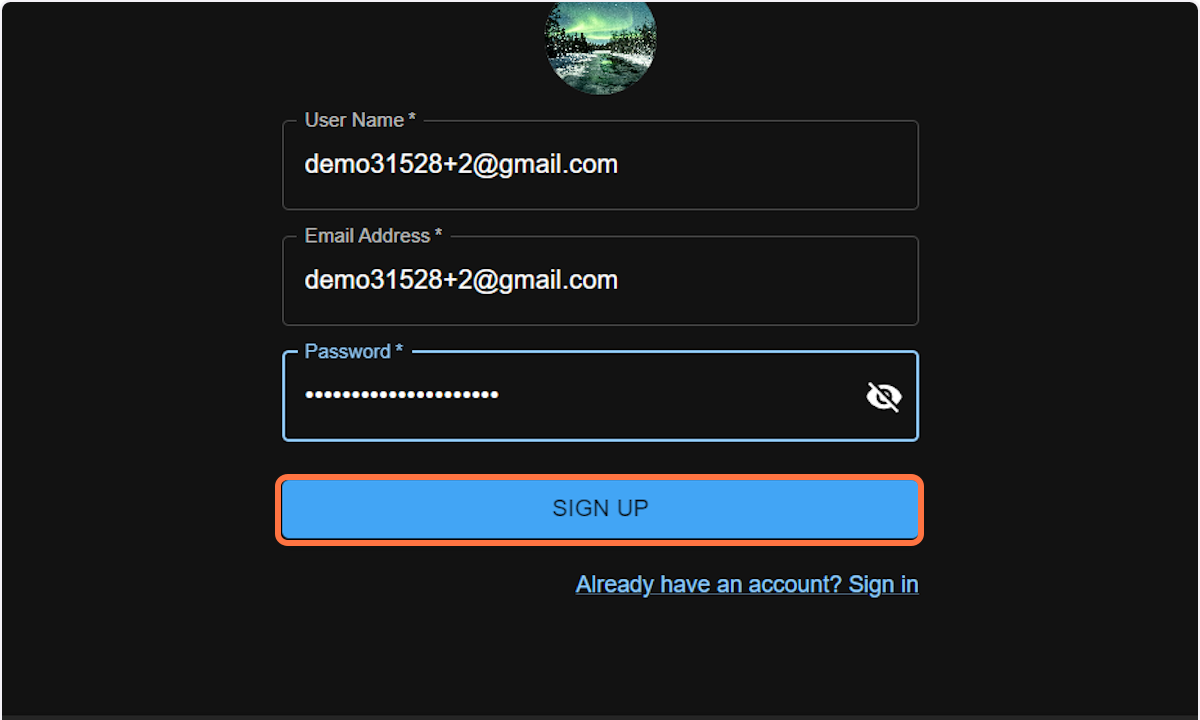 User Name *
demo31528+2@gmail.com
Email Address *
demo31528+2@gmail.com
Password *
•••••••••••••••••••••
SIGN UP
Already have an account? Sign in